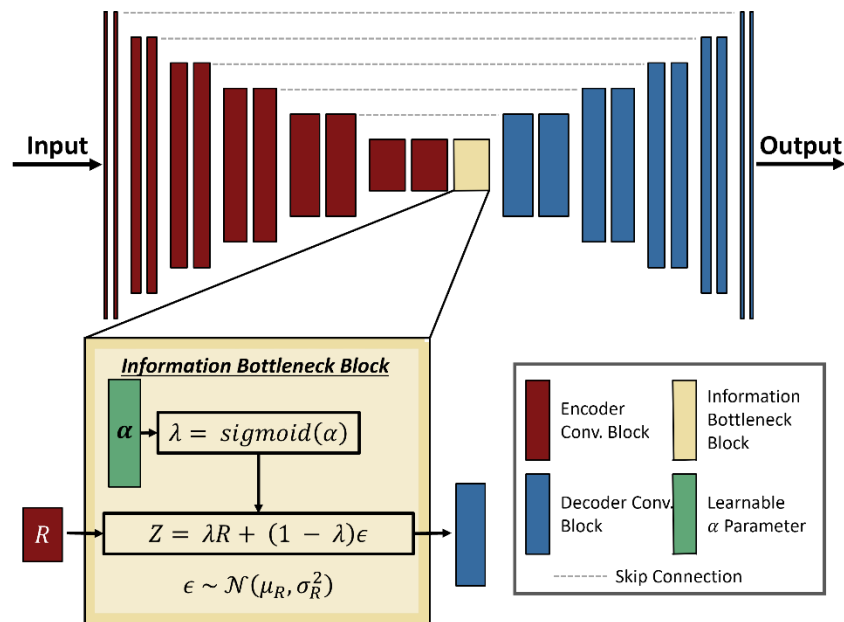 Input
Output
Information Bottleneck Block
α
λ = sigmoid(α)
R
Z = λR + (1 − λ)ϵ
ϵ ~ 𝒩(μ_R, σ_R^2)
Encoder
Conv. Block
Information
Bottleneck
Block
Decoder Conv.
Block
Learnable
α Parameter
Skip Connection